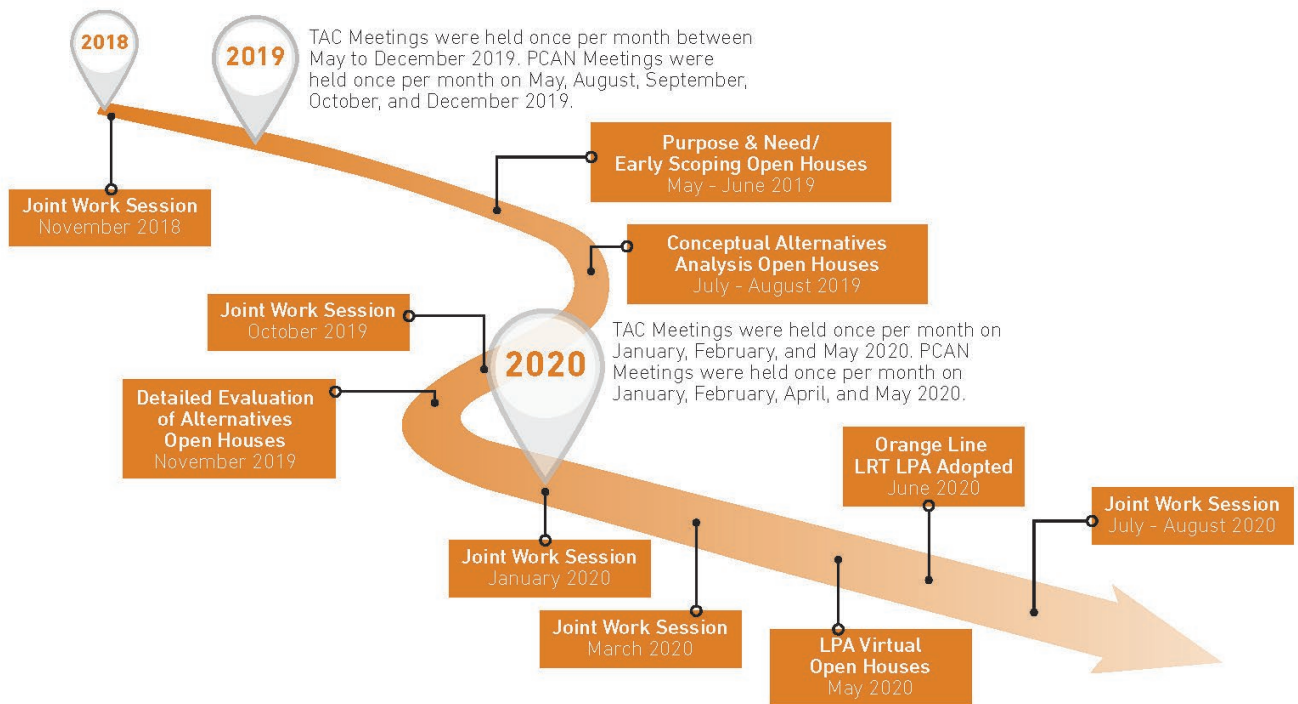 2018
2019
TAC Meetings were held once per month between
May to December 2019. PCAN Meetings were
held once per month on May, August, September,
October, and December 2019.
Purpose & Need/
Early Scoping Open Houses
May - June 2019
Joint Work Session
November 2018
Conceptual Alternatives
Analysis Open Houses
July - August 2019
Joint Work Session
October 2019
2020
TAC Meetings were held once per month on
January, February, and May 2020. PCAN
Meetings were held once per month on
January, February, April, and May 2020.
Detailed Evaluation
of Alternatives
Open Houses
November 2019
Orange Line
LRT LPA Adopted
June 2020
Joint Work Session
July - August 2020
Joint Work Session
January 2020
Joint Work Session
March 2020
LPA Virtual
Open Houses
May 2020